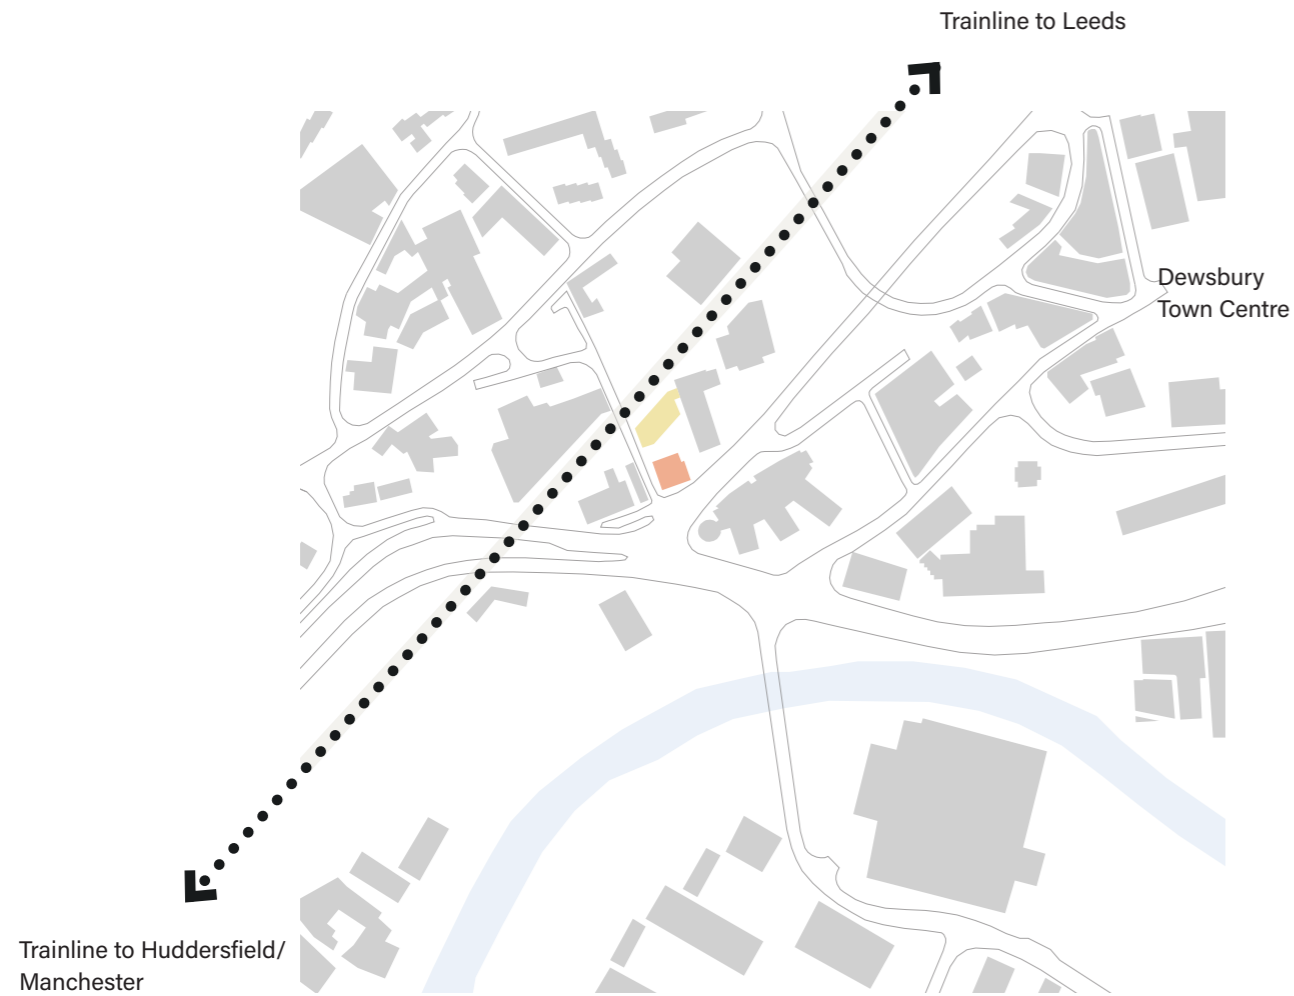 Trainline to Leeds
Dewsbury
Town Centre
Trainline to Huddersfield/
Manchester